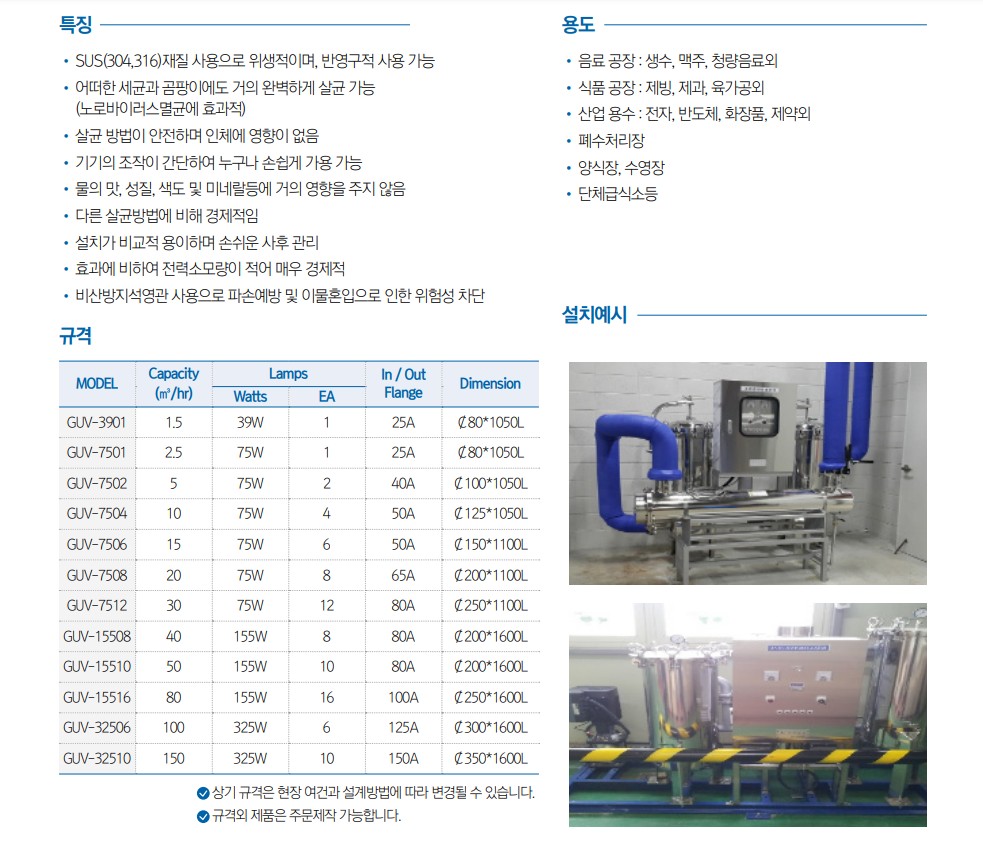 특징
• SUS(304,316)재질 사용으로 위생적이며, 반영구적 사용 가능
• 어떠한 세균과 곰팡이에도 거의 완벽하게 살균 가능
(노로바이러스멸균에 효과적)
• 살균 방법이 안전하며 인체에 영향이 없음
• 기기의 조작이 간단하여 누구나 손쉽게 가용 가능
• 물의 맛, 성질, 색도 및 미네랄등에 거의 영향을 주지 않음
• 다른 살균방법에 비해 경제적임
• 설치가 비교적 용이하며 손쉬운 사후 관리
• 효과에 비하여 전력소모량이 적어 매우 경제적
• 비산방지석영관 사용으로 파손예방 및 이물혼입으로 인한 위험성 차단
용도
• 음료 공장 : 생수, 맥주, 청량음료외
• 식품 공장 : 제빙, 제과, 육가공외
• 산업 용수 : 전자, 반도체, 화장품, 제약외
• 폐수처리장
• 양식장, 수영장
• 단체급식소등
규격
MODEL Capacity (㎥/hr) Lamps Watts EA In / Out Flange Dimension
GUV-3901 1.5 39W 1 25A ₡80*1050L
GUV-7501 2.5 75W 1 25A ₡80*1050L
GUV-7502 5 75W 2 40A ₡100*1050L
GUV-7504 10 75W 4 50A ₡125*1050L
GUV-7506 15 75W 6 50A ₡150*1100L
GUV-7508 20 75W 8 65A ₡200*1100L
GUV-7512 30 75W 12 80A ₡250*1100L
GUV-15508 40 155W 8 80A ₡200*1600L
GUV-15510 50 155W 10 80A ₡200*1600L
GUV-15516 80 155W 16 100A ₡250*1600L
GUV-32506 100 325W 6 125A ₡300*1600L
GUV-32510 150 325W 10 150A ₡350*1600L
상기 규격은 현장 여건과 설계방법에 따라 변경될 수 있습니다.
규격외 제품은 주문제작 가능합니다.
설치예시